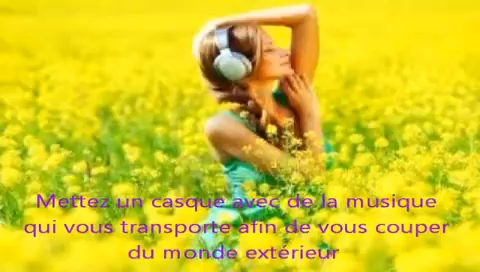 Mettez un casque avec de la musique
qui vous transporte afin de vous couper
du monde extérieur